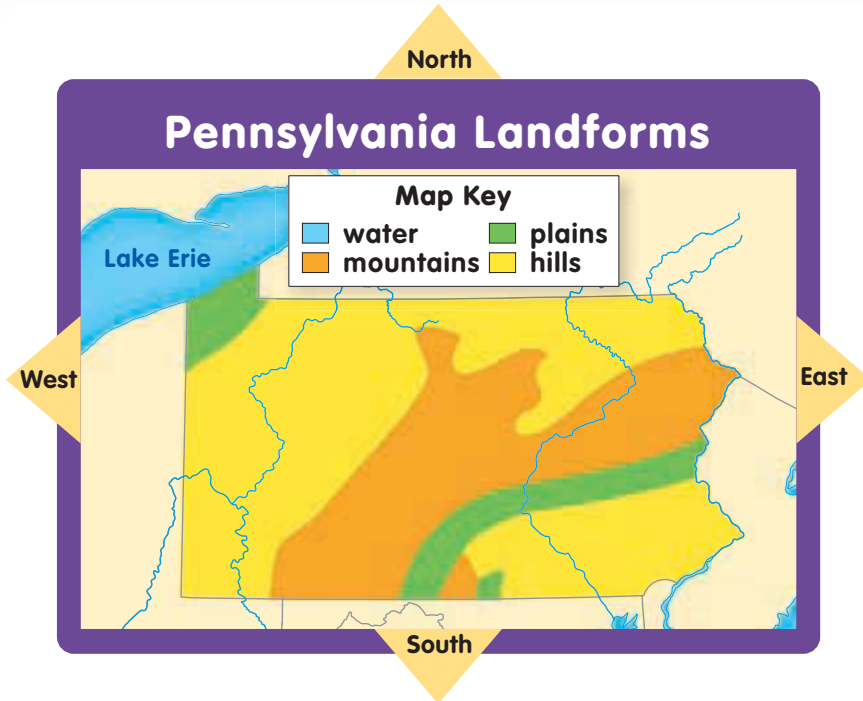 North
Pennsylvania Landforms
Map Key
water plains
mountains hills
Lake Erie
West
East
South